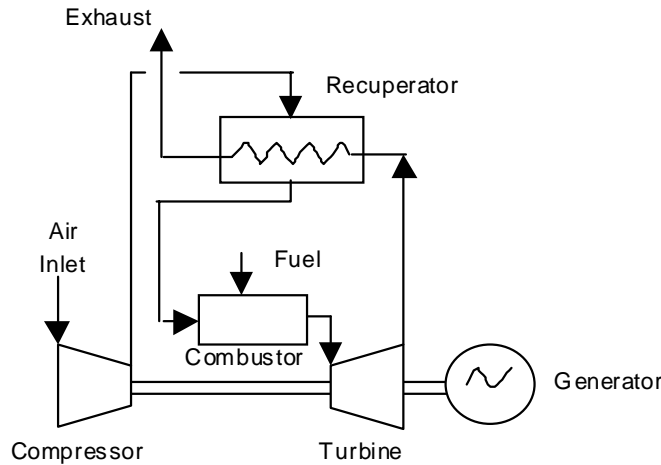 Exhaust
Recuperator
Air
Inlet
Fuel
Combustor
Generator
Compressor
Turbine